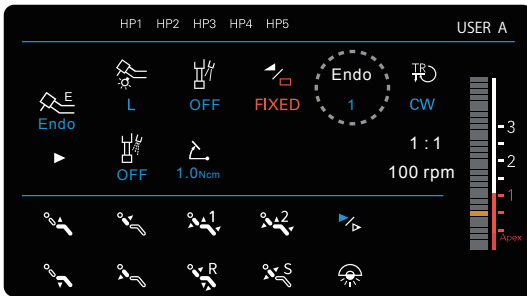 HP1 HP2 HP3 HP4 HP5
USER A
E
Endo
L
OFF
FIXED
Endo
1
TR
CW
OFF
1.0Ncm
1 : 1
100 rpm
3
2
1
Apex
1
2
R
S